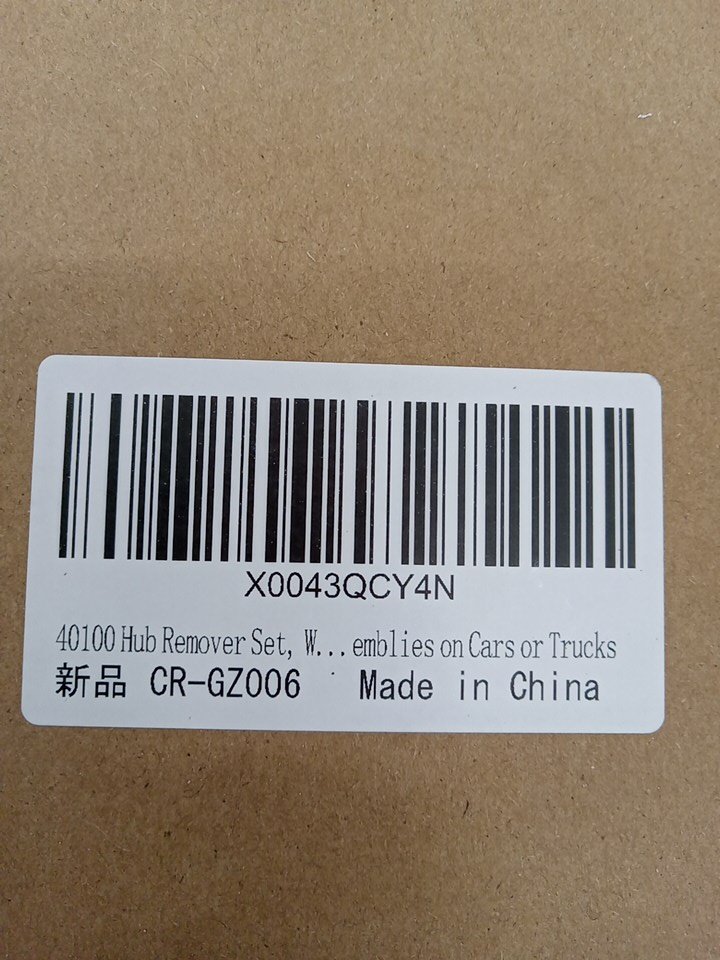 X0043QCY4N
40100 Hub Remover Set, W...emblies on Cars or Trucks
新品 CR-GZ006 Made in China